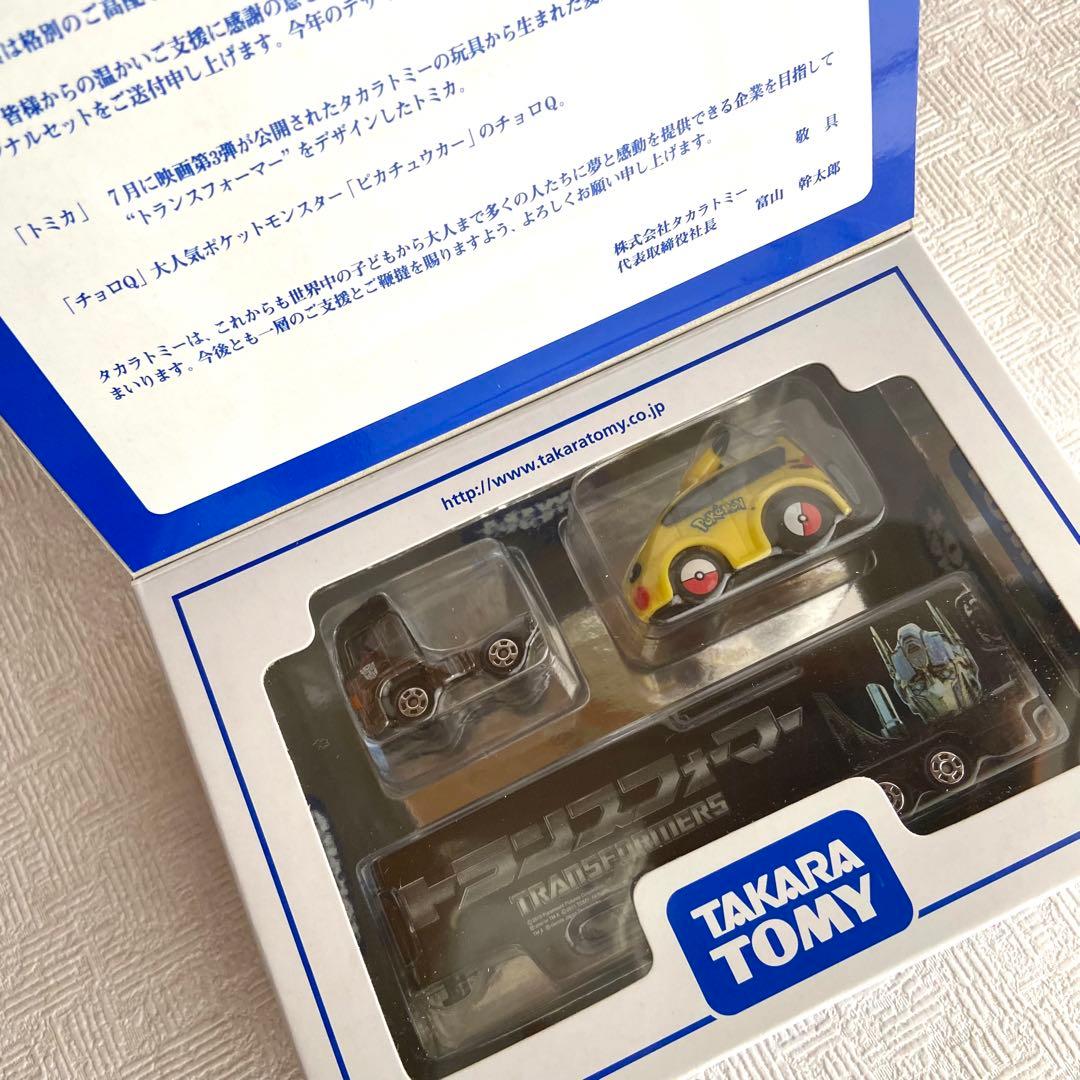 は格別のご高配
皆様からの温かいご支援に感謝の意と
ナルセットをご送付申し上げます。今年のデザ
「トミカ」 7月に映画第3弾が公開されたタカラトミーの玩具から生まれた
“トランスフォーマー”をデザインしたトミカ。
「チョロQ」大人気ポケットモンスター「ピカチュウカー」のチョロQ。
タカラトミーは、これからも世界中の子どもから大人まで多くの人たちに夢と感動を提供できる企業を目指して
まいります。今後とも一層のご支援とご鞭撻を賜りますよう、よろしくお願い申し上げます。
敬 具
株式会社タカラトミー
代表取締役社長 富山 幹太郎
http://www.takaratomy.co.jp
Pokémon
トランスフォーマー
TRANSFORMERS
TAKARA
TOMY